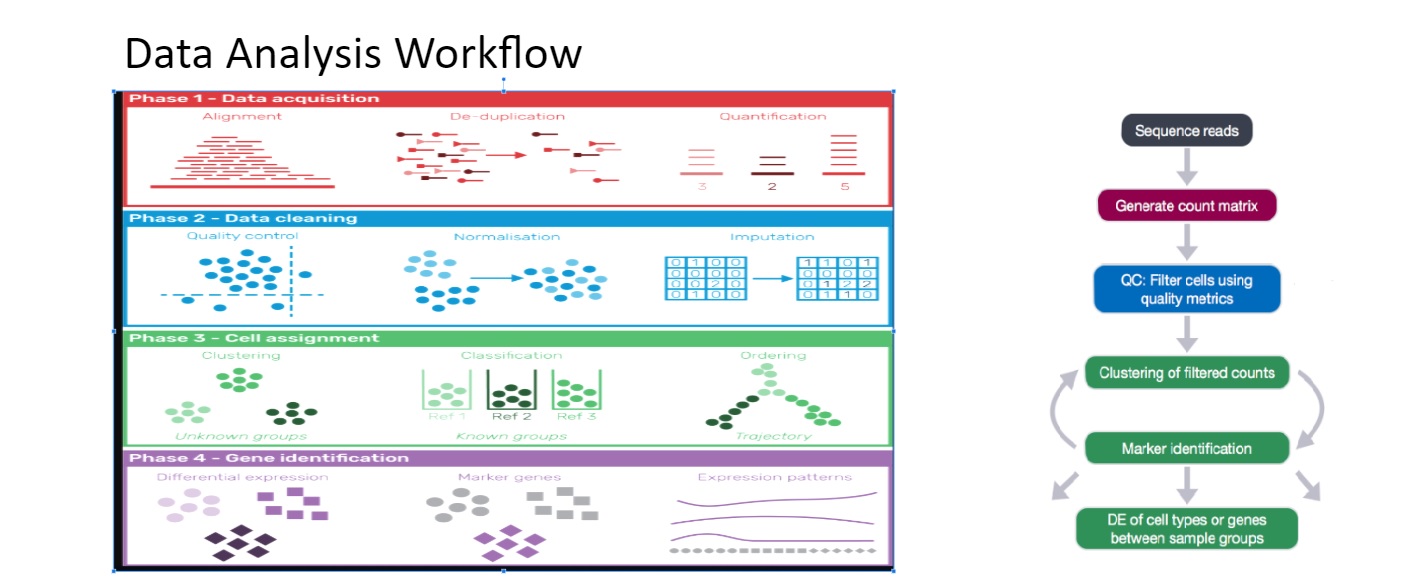 Data Analysis Workflow
Phase 1 - Data acquisition
Alignment
De-duplication
Quantification
3
2
5
Phase 2 - Data cleaning
Quality control
Normalisation
Imputation
0 1 0 0
0 0 0 0
0 0 2 0
0 1 0 0
1 1 0 1
0 0 0 0
0 1 2 2
0 1 1 0
Phase 3 - Cell assignment
Clustering
Classification
Ordering
Ref 1
Ref 2
Ref 3
Unknown groups
Known groups
Trajectory
Phase 4 - Gene identification
Differential expression
Marker genes
Expression patterns
Sequence reads
Generate count matrix
QC: Filter cells using
quality metrics
Clustering of filtered counts
Marker identification
DE of cell types or genes
between sample groups